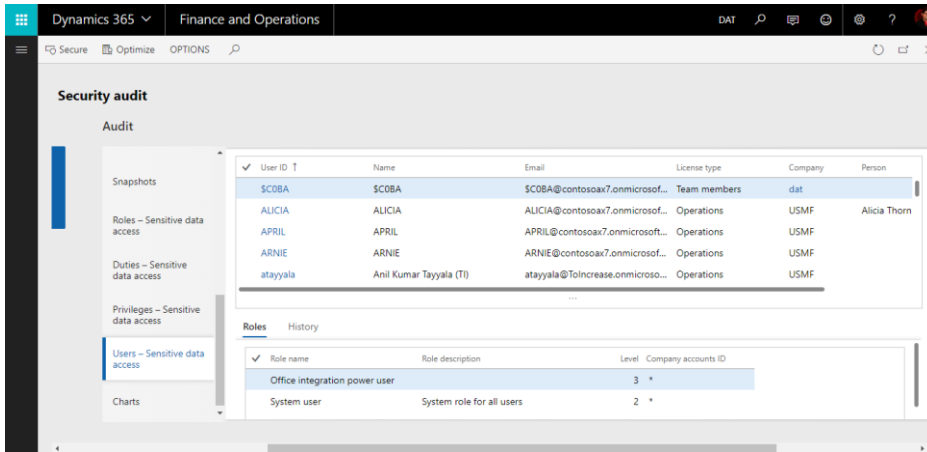 Dynamics 365 Finance and Operations DAT ?
Secure Optimize OPTIONS
Security audit
Audit
Snapshots
Roles – Sensitive data
access
Duties – Sensitive
data access
Privileges – Sensitive
data access
Users – Sensitive data
access
Charts
User ID ↑ Name Email License type Company Person
$C0BA $C0BA $C0BA@contosoax7.onmicrosof... Team members dat
ALICIA ALICIA ALICIA@contosoax7.onmicrosof... Operations USMF Alicia Thorn
APRIL APRIL APRIL@contosoax7.onmicrosoft... Operations USMF
ARNIE ARNIE ARNIE@contosoax7.onmicrosof... Operations USMF
atayyala Anil Kumar Tayyala (TI) atayyala@ToIncrease.onmicroso... Operations USMF
Roles History
Role name Role description Level Company accounts ID
Office integration power user 3 *
System user System role for all users 2 *